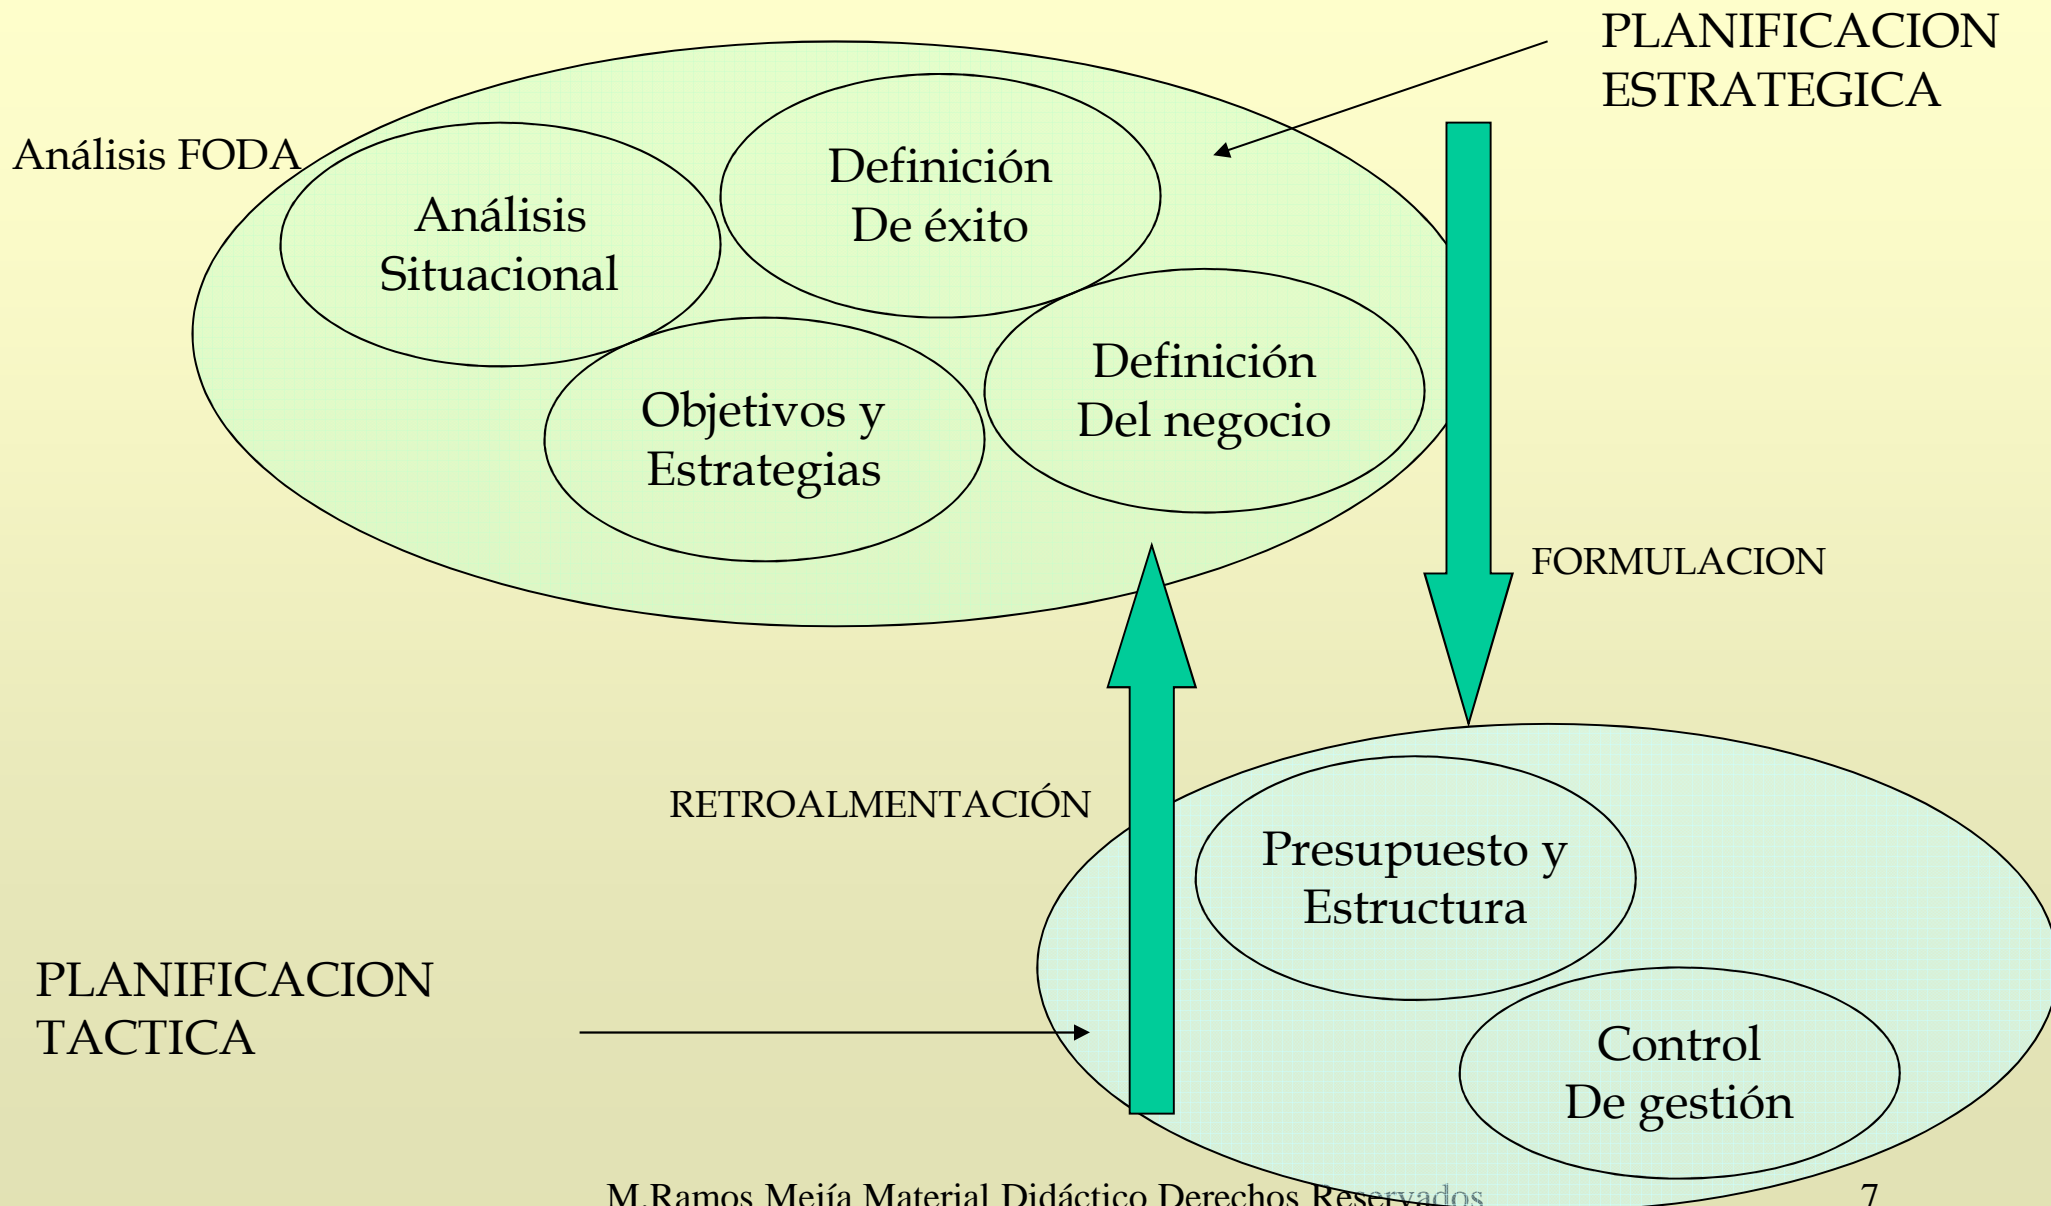 PLANIFICACION
ESTRATEGICA
Análisis FODA
Definición
De éxito
Análisis
Situacional
Definición
Del negocio
Objetivos y
Estrategias
FORMULACION
RETROALMENTACIÓN
Presupuesto y
Estructura
PLANIFICACION
TACTICA
Control
De gestión
M.Ramos Mejía Material Didáctico Derechos Reservados
7